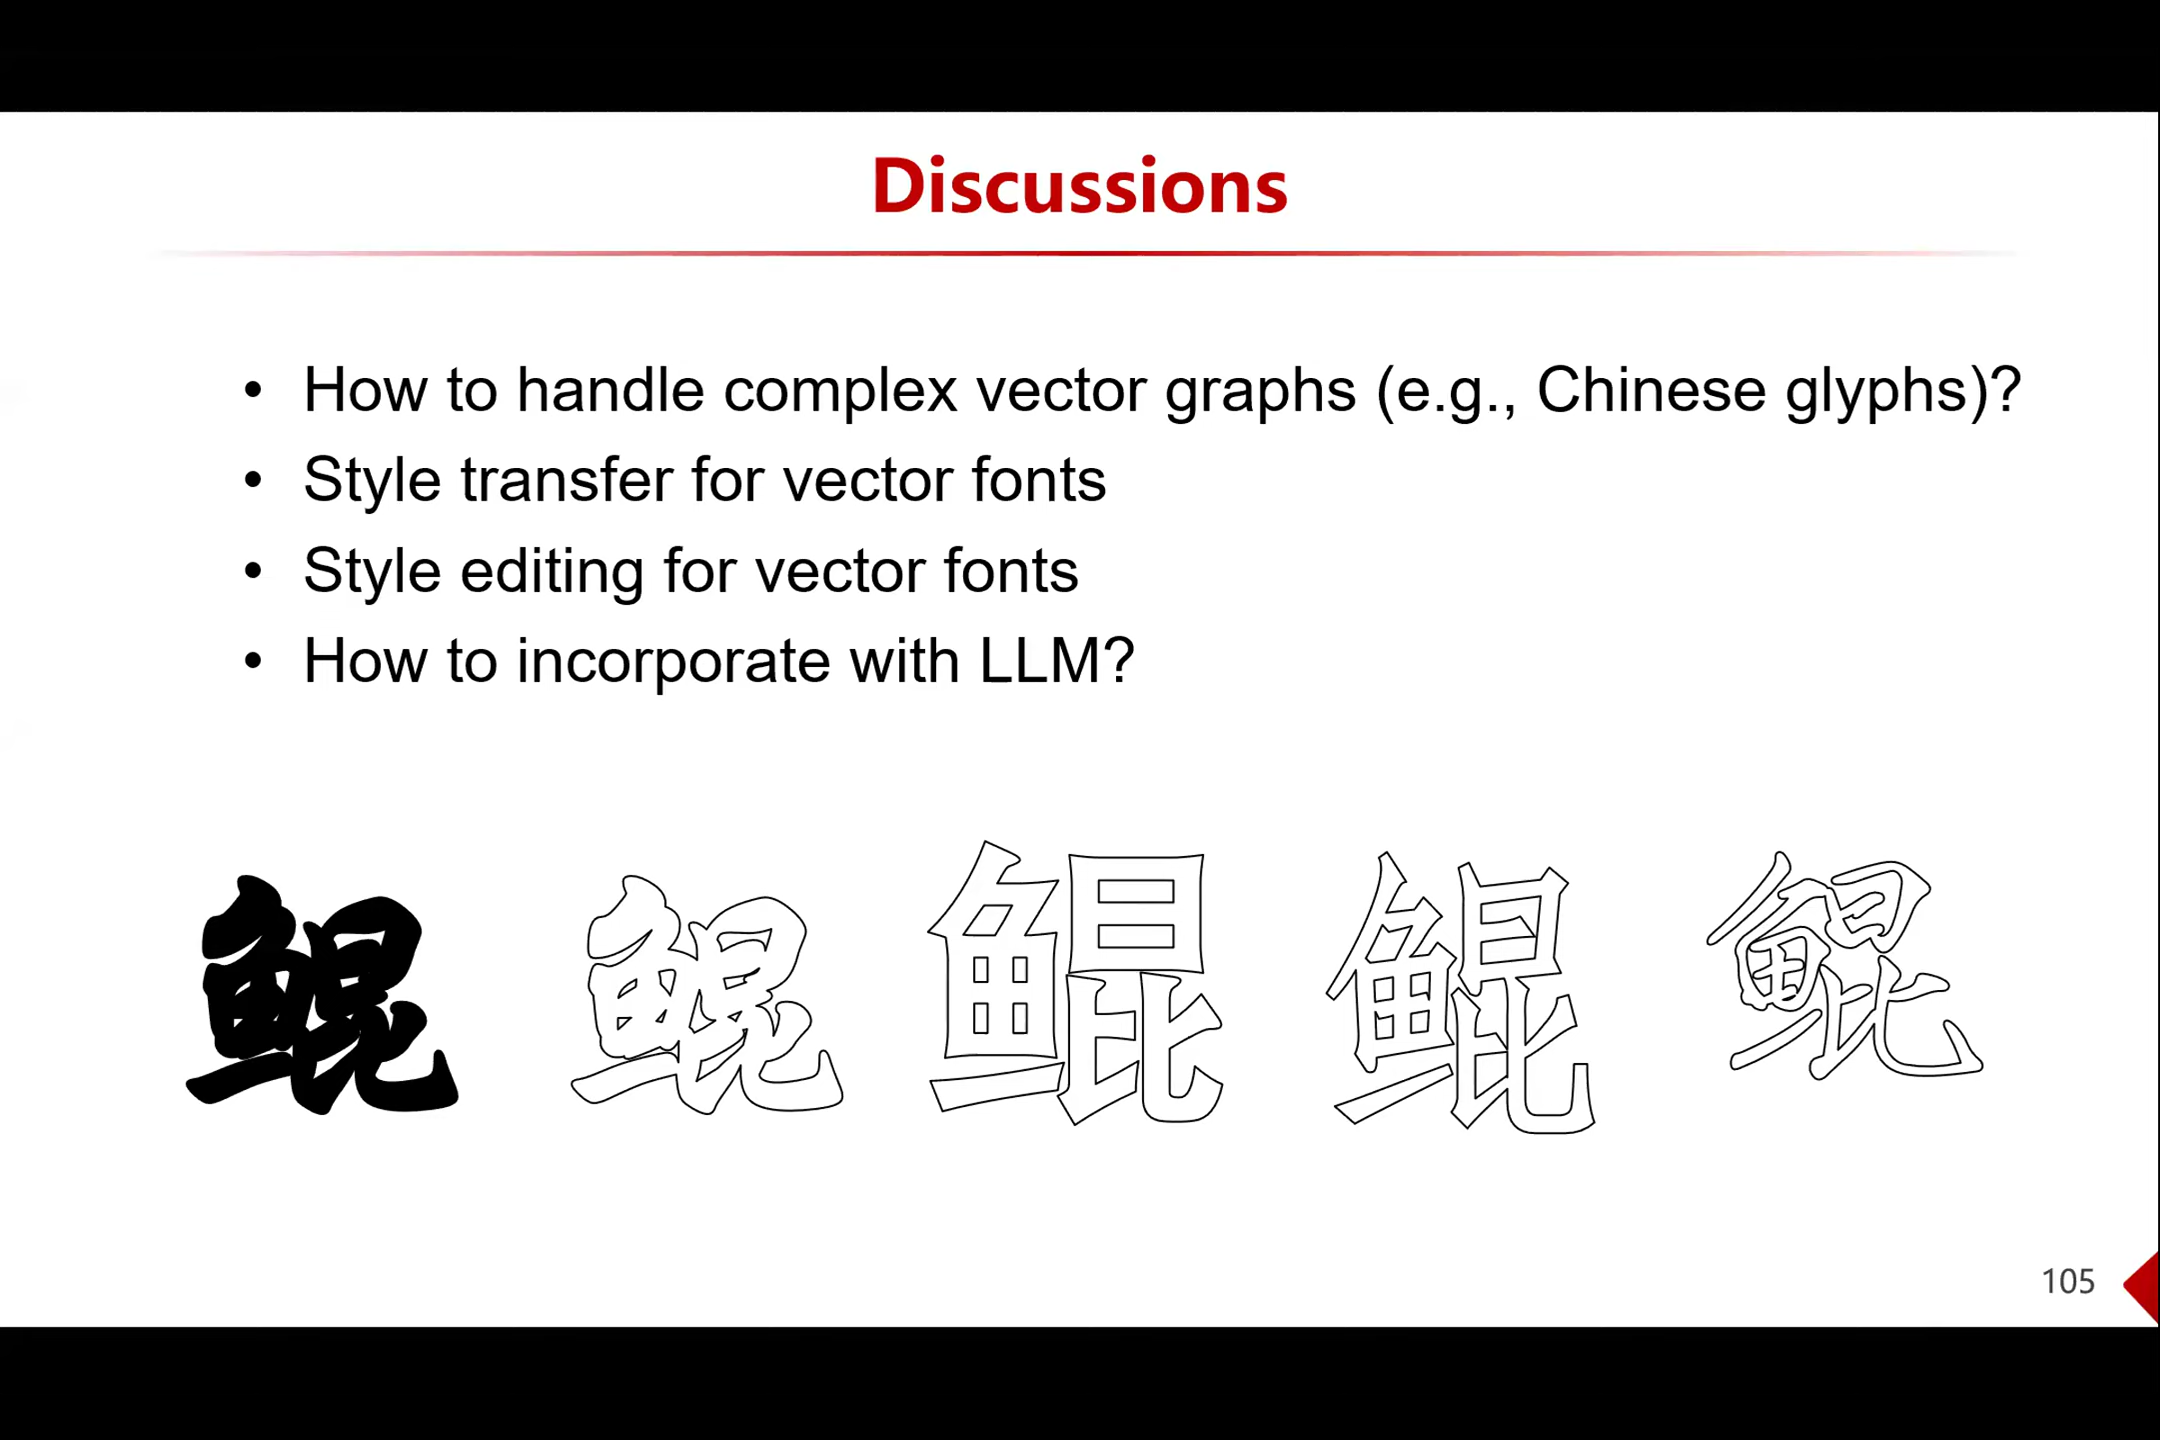 Discussions
• How to handle complex vector graphs (e.g., Chinese glyphs)?
• Style transfer for vector fonts
• Style editing for vector fonts
• How to incorporate with LLM?
鲲 鲲 鲲 鲲 鲲
105